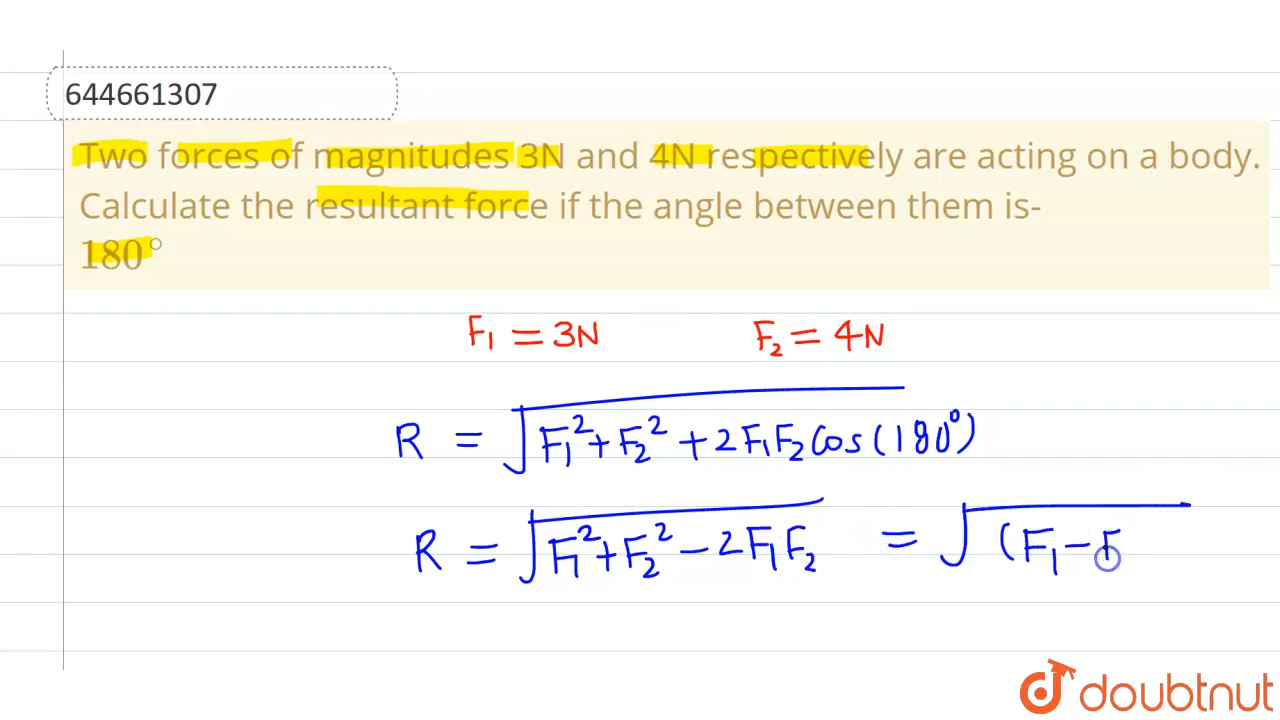 644661307
Two forces of magnitudes 3N and 4N respectively are acting on a body.
Calculate the resultant force if the angle between them is-
180°
F₁ = 3N F₂ = 4N
R = √F₁² + F₂² + 2F₁F₂ Cos(180°)
R = √F₁² + F₂² − 2F₁F₂ = √(F₁ − F
doubtnut